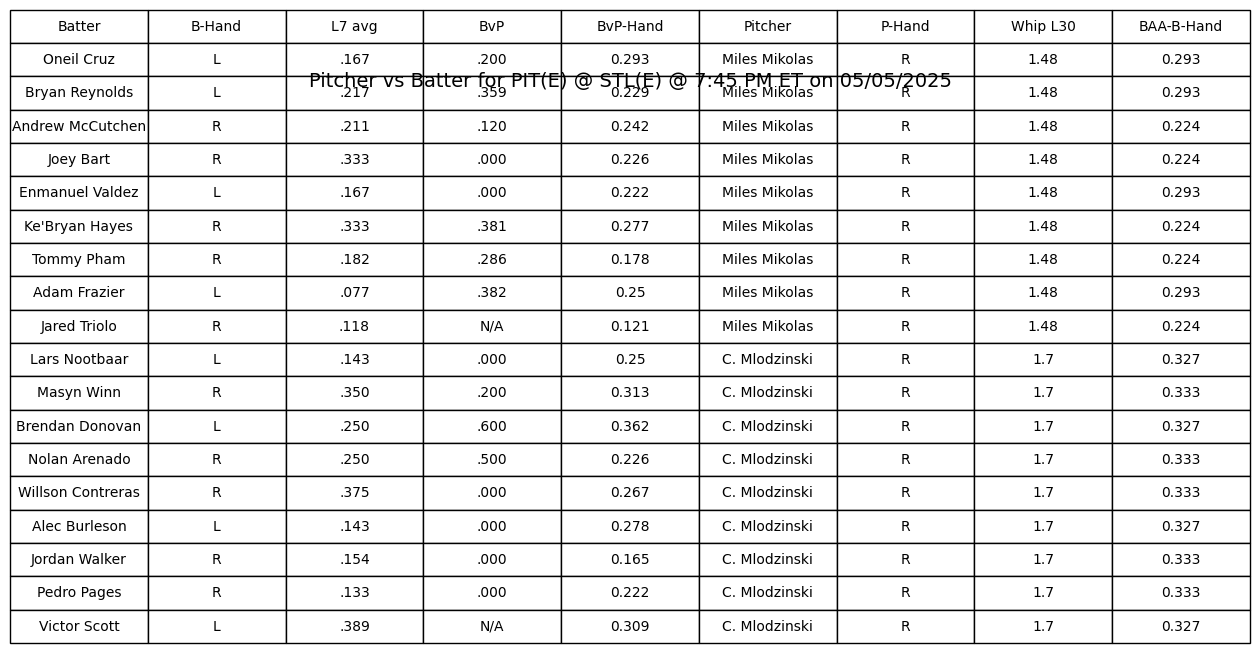 Batter B-Hand L7 avg BvP BvP-Hand Pitcher P-Hand Whip L30 BAA-B-Hand
Oneil Cruz L .167 .200 0.293 Miles Mikolas R 1.48 0.293
Pitcher vs Batter for PIT(E) @ STL(E) @ 7:45 PM ET on 05/05/2025
Bryan Reynolds L .217 .359 0.229 Miles Mikolas R 1.48 0.293
Andrew McCutchen R .211 .120 0.242 Miles Mikolas R 1.48 0.224
Joey Bart R .333 .000 0.226 Miles Mikolas R 1.48 0.224
Enmanuel Valdez L .167 .000 0.222 Miles Mikolas R 1.48 0.293
Ke'Bryan Hayes R .333 .381 0.277 Miles Mikolas R 1.48 0.224
Tommy Pham R .182 .286 0.178 Miles Mikolas R 1.48 0.224
Adam Frazier L .077 .382 0.25 Miles Mikolas R 1.48 0.293
Jared Triolo R .118 N/A 0.121 Miles Mikolas R 1.48 0.224
Lars Nootbaar L .143 .000 0.25 C. Mlodzinski R 1.7 0.327
Masyn Winn R .350 .200 0.313 C. Mlodzinski R 1.7 0.333
Brendan Donovan L .250 .600 0.362 C. Mlodzinski R 1.7 0.327
Nolan Arenado R .250 .500 0.226 C. Mlodzinski R 1.7 0.333
Willson Contreras R .375 .000 0.267 C. Mlodzinski R 1.7 0.333
Alec Burleson L .143 .000 0.278 C. Mlodzinski R 1.7 0.327
Jordan Walker R .154 .000 0.165 C. Mlodzinski R 1.7 0.333
Pedro Pages R .133 .000 0.222 C. Mlodzinski R 1.7 0.333
Victor Scott L .389 N/A 0.309 C. Mlodzinski R 1.7 0.327